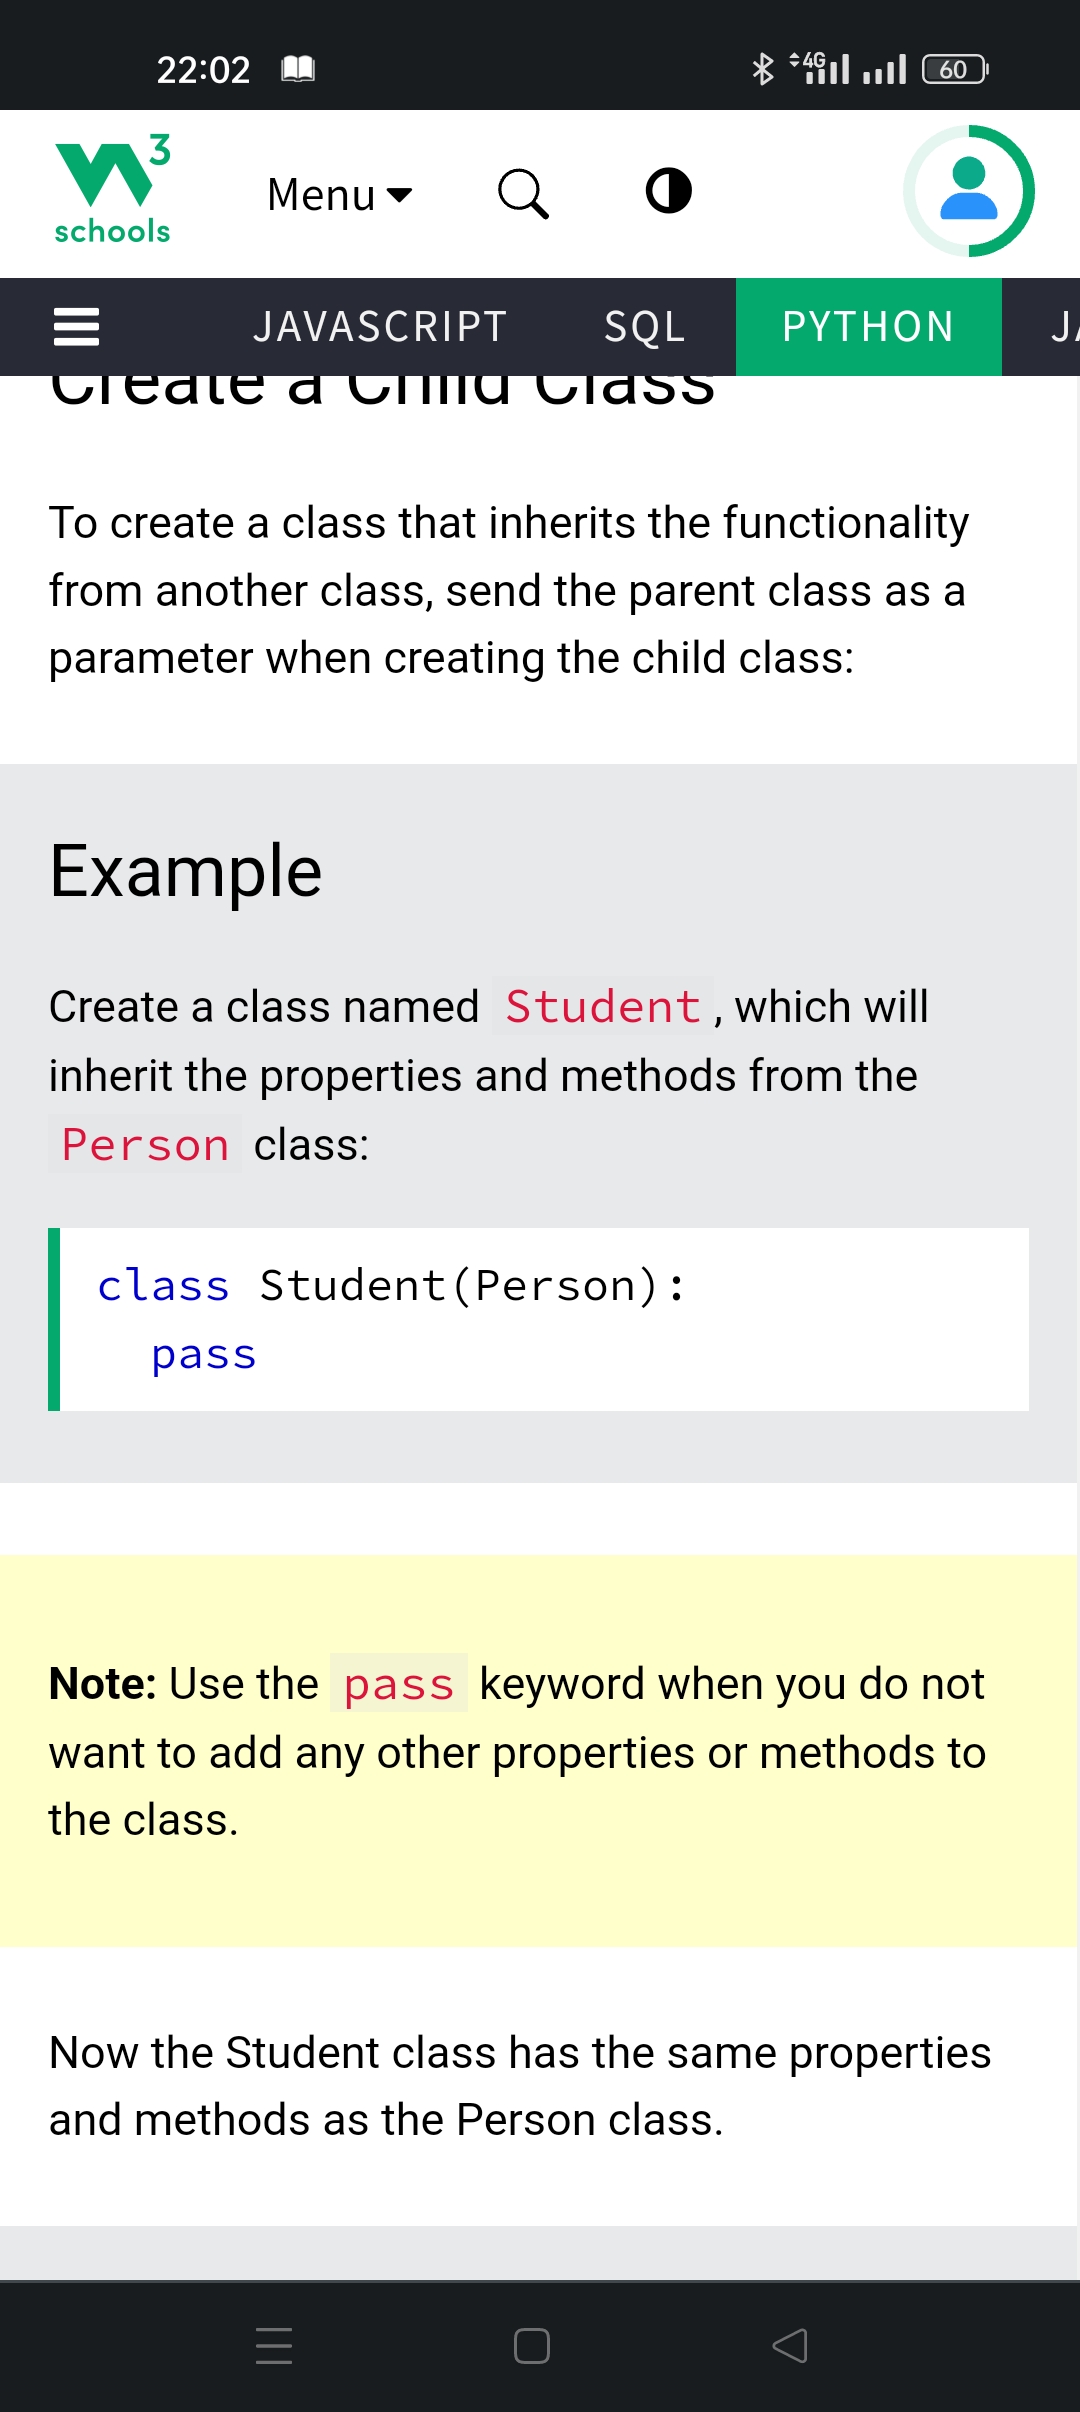 22:02
4G
60
W3
schools
Menu
JAVASCRIPT SQL PYTHON JA
Create a Child Class
To create a class that inherits the functionality
from another class, send the parent class as a
parameter when creating the child class:
Example
Create a class named Student, which will
inherit the properties and methods from the
Person class:
class Student(Person):
pass
Note: Use the pass keyword when you do not
want to add any other properties or methods to
the class.
Now the Student class has the same properties
and methods as the Person class.